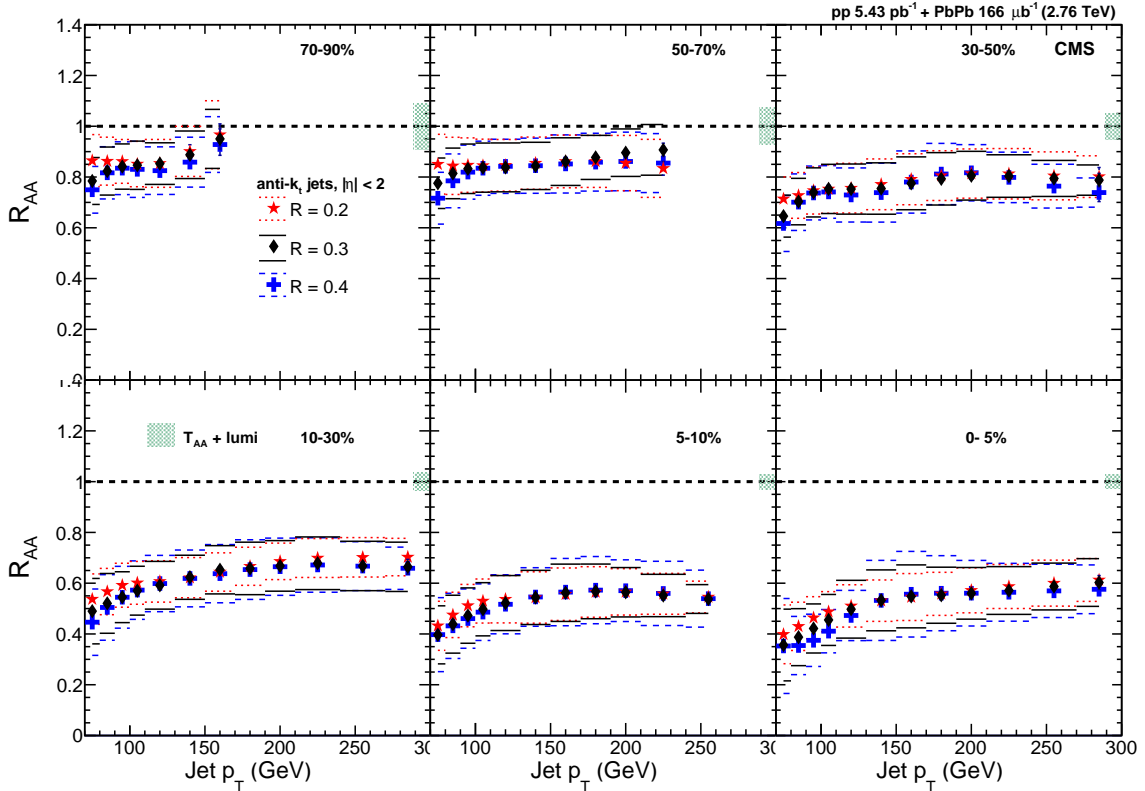 pp 5.43 pb⁻¹ + PbPb 166 μb⁻¹ (2.76 TeV)
1.4
70-90%
50-70%
30-50%
CMS
1.2
1
0.8
0.6
0.4
0.2
0
R_AA
anti-k_t jets, |η| < 2
R = 0.2
R = 0.3
R = 0.4
1.4
T_AA + lumi
10-30%
5-10%
0- 5%
1.2
1
0.8
0.6
0.4
0.2
0
R_AA
100 150 200 250 30
100 150 200 250 30
100 150 200 250 300
Jet p_T (GeV)
Jet p_T (GeV)
Jet p_T (GeV)